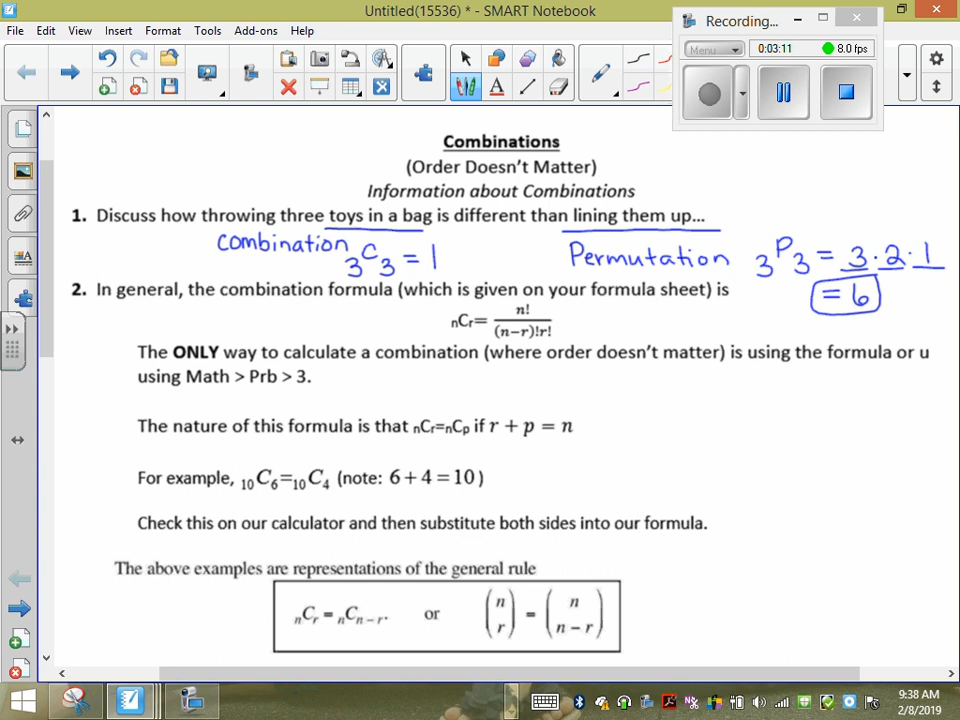 Untitled(15536) * - SMART Notebook
File Edit View Insert Format Tools Add-ons Help
Recording...
Menu 0:03:11 8.0 fps
Combinations
(Order Doesn't Matter)
Information about Combinations
1. Discuss how throwing three toys in a bag is different than lining them up...
Combination ₃C₃ = 1 Permutation ₃P₃ = 3 · 2 · 1
= 6
2. In general, the combination formula (which is given on your formula sheet) is
nCr= n! / (n−r)!r!
The ONLY way to calculate a combination (where order doesn't matter) is using the formula or u
using Math > Prb > 3.
The nature of this formula is that nCr=nCp if r + p = n
For example, ₁₀C₆=₁₀C₄ (note: 6 + 4 = 10)
Check this on our calculator and then substitute both sides into our formula.
The above examples are representations of the general rule
nCr = nCn − r. or (n r) = (n n − r)
9:38 AM
2/8/2019